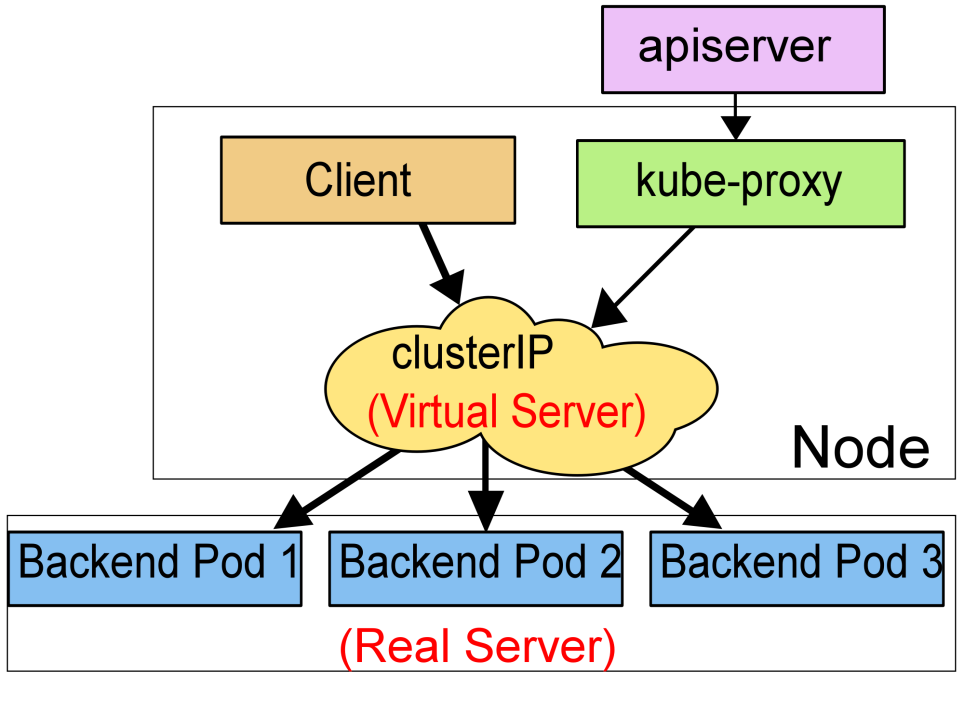 apiserver
Client
kube-proxy
clusterIP
(Virtual Server)
Node
Backend Pod 1
Backend Pod 2
Backend Pod 3
(Real Server)